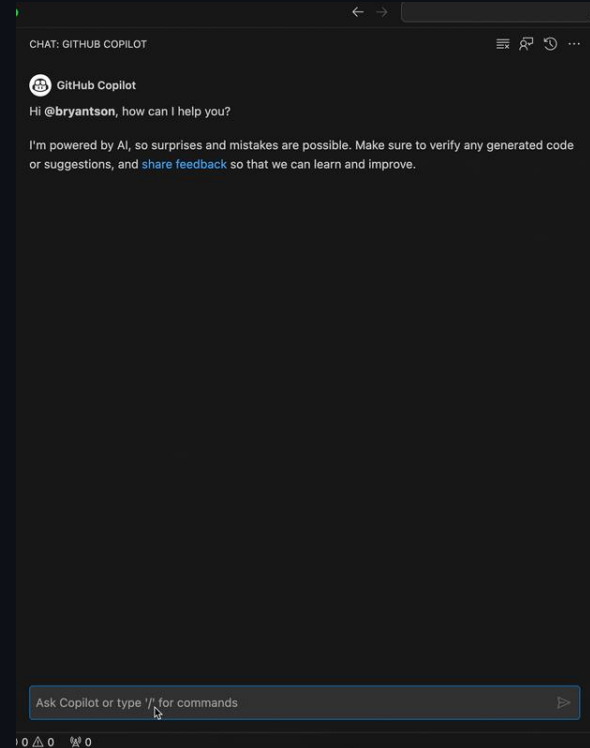 CHAT: GITHUB COPILOT
GitHub Copilot
Hi @bryantson, how can I help you?
I'm powered by AI, so surprises and mistakes are possible. Make sure to verify any generated code
or suggestions, and share feedback so that we can learn and improve.
Ask Copilot or type '/' for commands
0 0 0